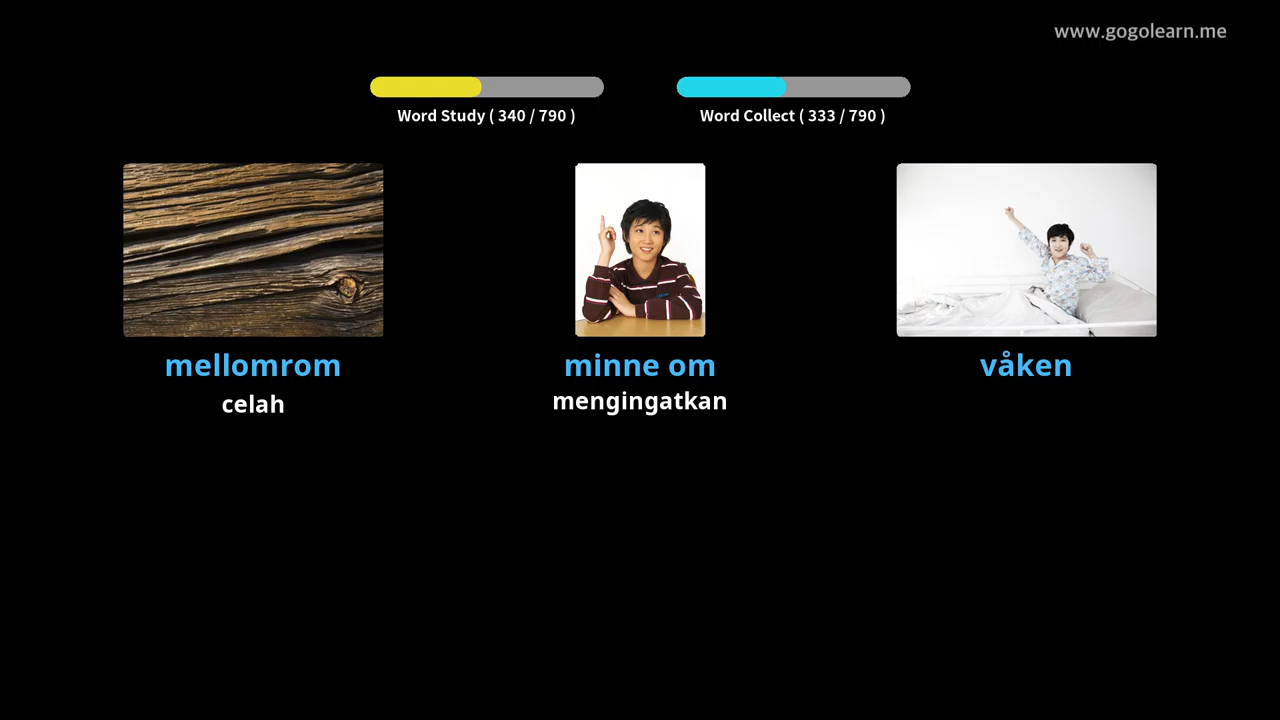 www.gogolearn.me
Word Study ( 340 / 790 )
Word Collect ( 333 / 790 )
mellomrom
celah
minne om
mengingatkan
våken